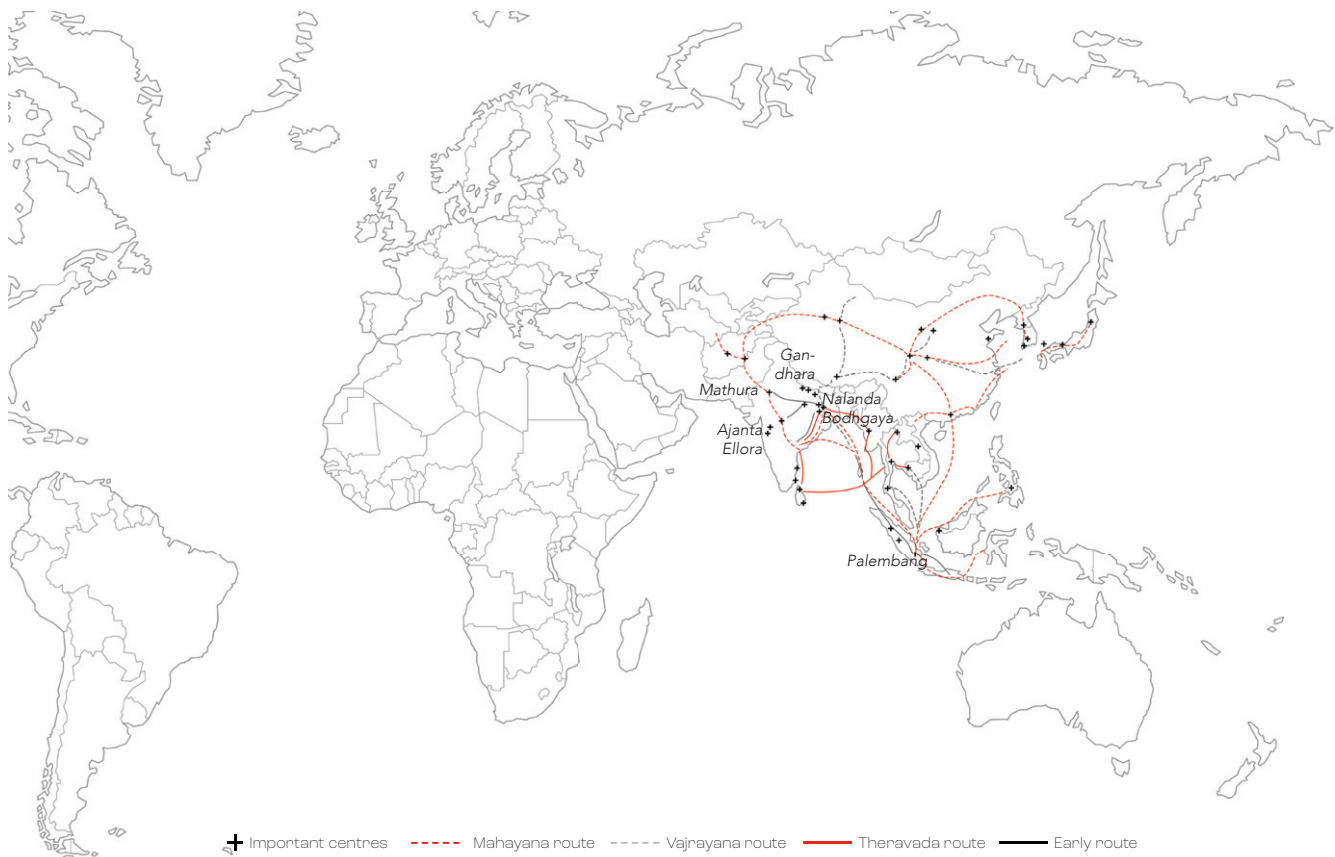 Gan-
dhara
Mathura
Nalanda
Bodhgaya
Ajanta
Ellora
Palembang
Important centres
Mahayana route
Vajrayana route
Theravada route
Early route